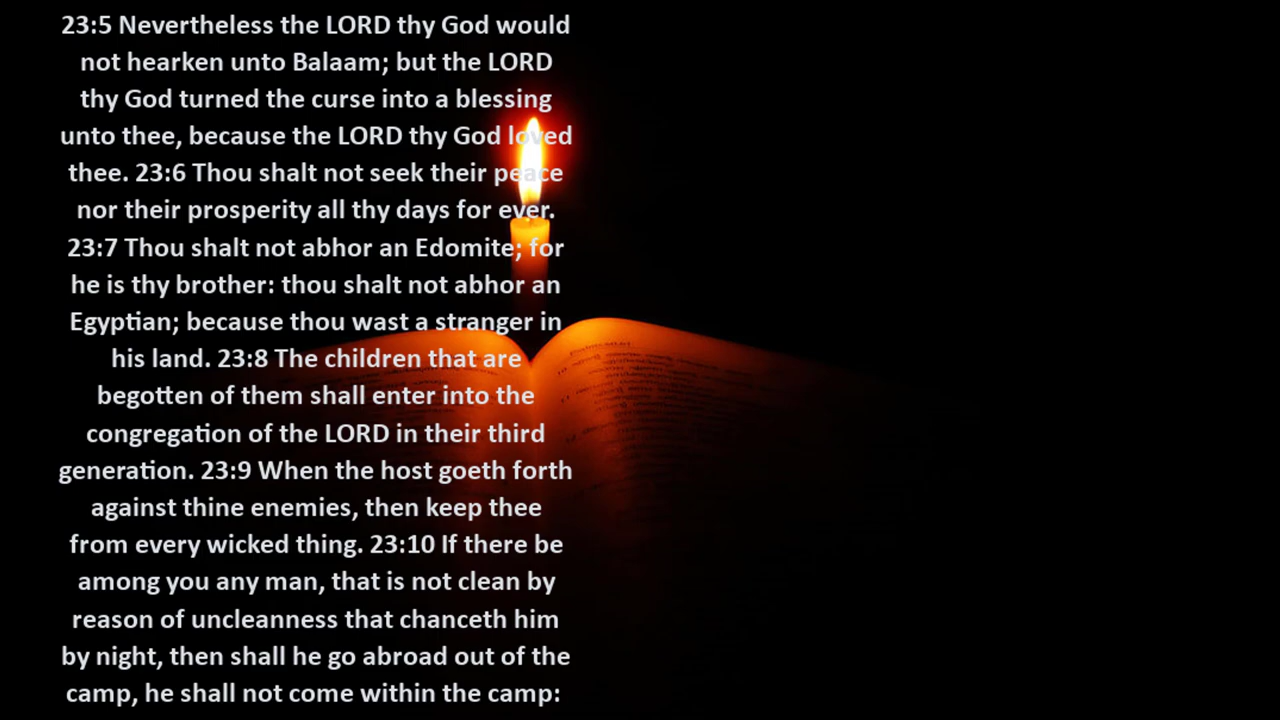 23:5 Nevertheless the LORD thy God would
not hearken unto Balaam; but the LORD
thy God turned the curse into a blessing
unto thee, because the LORD thy God loved
thee. 23:6 Thou shalt not seek their peace
nor their prosperity all thy days for ever.
23:7 Thou shalt not abhor an Edomite; for
he is thy brother: thou shalt not abhor an
Egyptian; because thou wast a stranger in
his land. 23:8 The children that are
begotten of them shall enter into the
congregation of the LORD in their third
generation. 23:9 When the host goeth forth
against thine enemies, then keep thee
from every wicked thing. 23:10 If there be
among you any man, that is not clean by
reason of uncleanness that chanceth him
by night, then shall he go abroad out of the
camp, he shall not come within the camp: